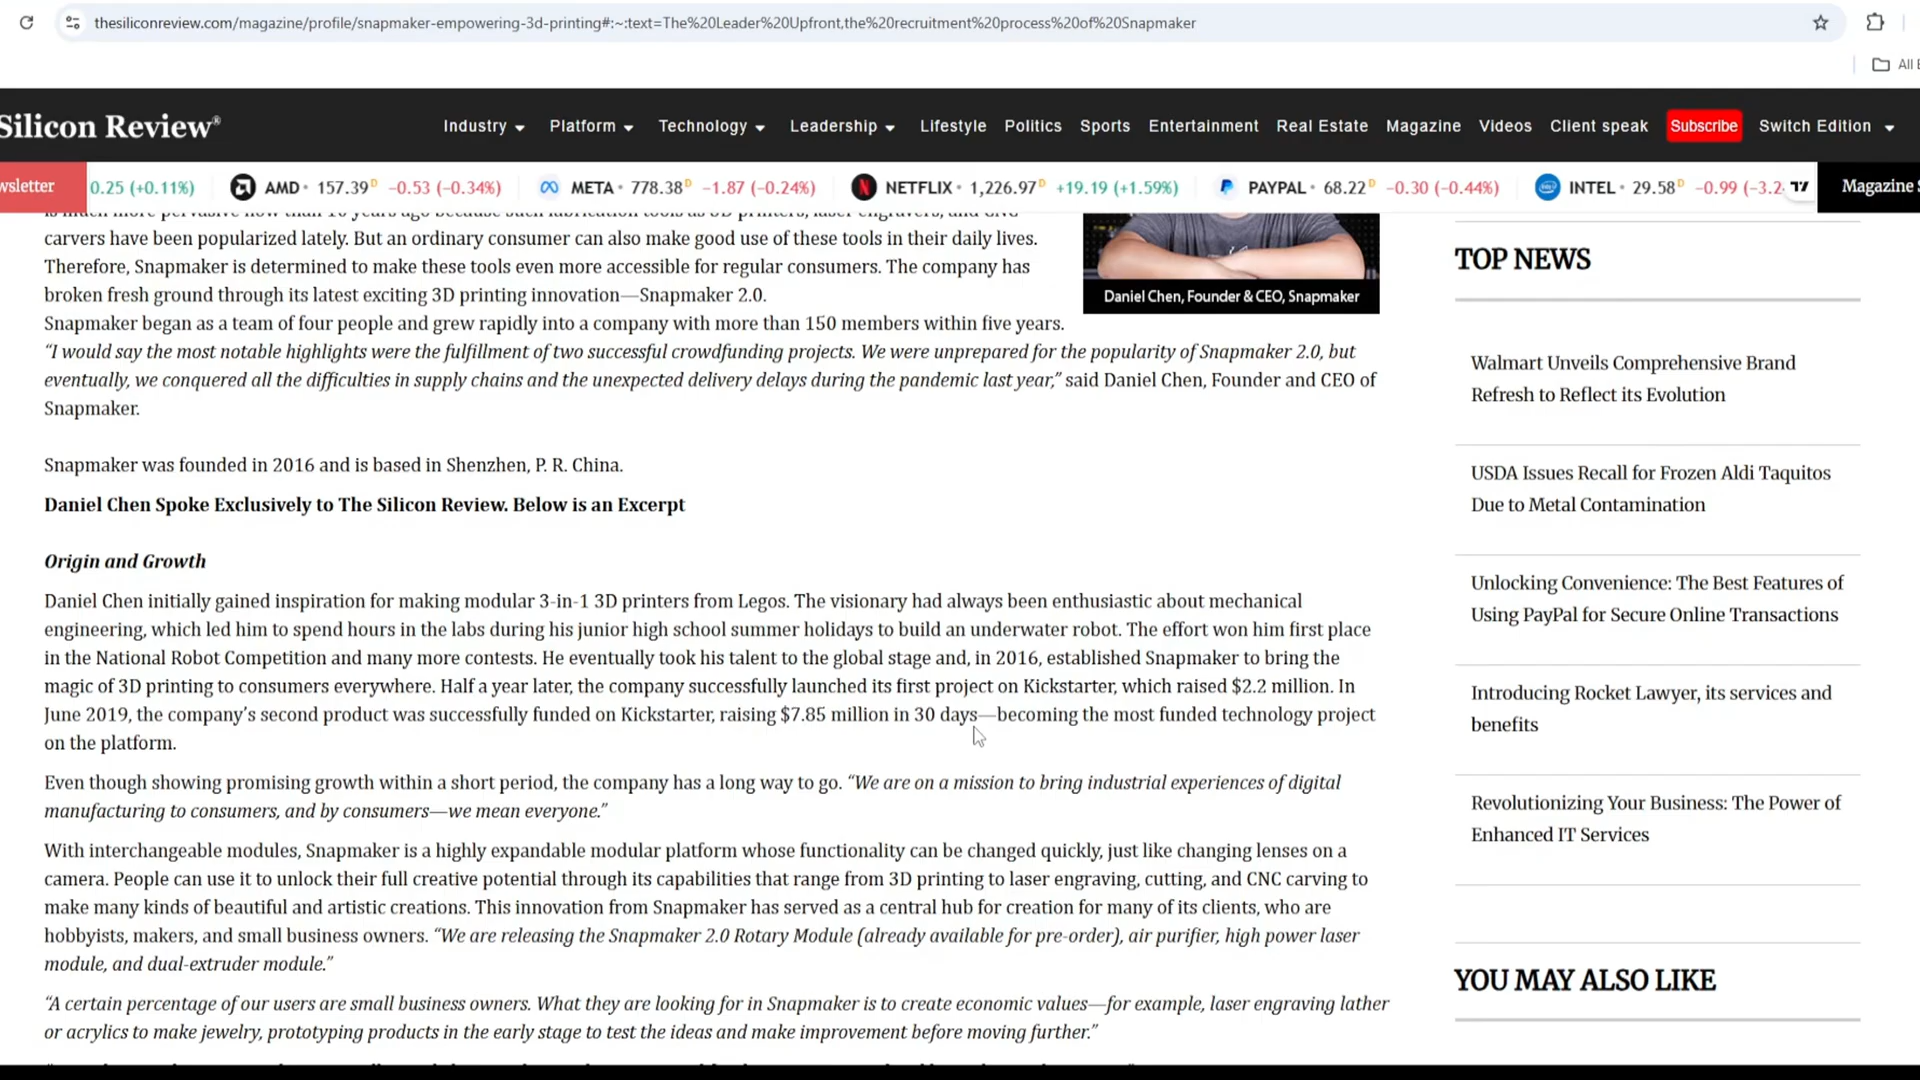 thesiliconreview.com/magazine/profile/snapmaker-empowering-3d-printing#:~:text=The%20Leader%20Upfront,the%20recruitment%20process%20of%20Snapmaker
All
Silicon Review®
Industry
Platform
Technology
Leadership
Lifestyle
Politics
Sports
Entertainment
Real Estate
Magazine
Videos
Client speak
Subscribe
Switch Edition
wsletter
0.25 (+0.11%)
AMD 157.39 D -0.53 (-0.34%)
META 778.38 D -1.87 (-0.24%)
NETFLIX 1,226.97 D +19.19 (+1.59%)
PAYPAL 68.22 D -0.30 (-0.44%)
INTEL 29.58 D -0.99 (-3.2
Magazine S
is much more pervasive now than 10 years ago because such fabrication tools as 3D printers, laser engravers, and CNC
carvers have been popularized lately. But an ordinary consumer can also make good use of these tools in their daily lives.
Therefore, Snapmaker is determined to make these tools even more accessible for regular consumers. The company has
broken fresh ground through its latest exciting 3D printing innovation—Snapmaker 2.0.
Snapmaker began as a team of four people and grew rapidly into a company with more than 150 members within five years.
“I would say the most notable highlights were the fulfillment of two successful crowdfunding projects. We were unprepared for the popularity of Snapmaker 2.0, but
eventually, we conquered all the difficulties in supply chains and the unexpected delivery delays during the pandemic last year,” said Daniel Chen, Founder and CEO of
Snapmaker.
Daniel Chen, Founder & CEO, Snapmaker
Snapmaker was founded in 2016 and is based in Shenzhen, P. R. China.
Daniel Chen Spoke Exclusively to The Silicon Review. Below is an Excerpt
Origin and Growth
Daniel Chen initially gained inspiration for making modular 3-in-1 3D printers from Legos. The visionary had always been enthusiastic about mechanical
engineering, which led him to spend hours in the labs during his junior high school summer holidays to build an underwater robot. The effort won him first place
in the National Robot Competition and many more contests. He eventually took his talent to the global stage and, in 2016, established Snapmaker to bring the
magic of 3D printing to consumers everywhere. Half a year later, the company successfully launched its first project on Kickstarter, which raised $2.2 million. In
June 2019, the company’s second product was successfully funded on Kickstarter, raising $7.85 million in 30 days—becoming the most funded technology project
on the platform.
Even though showing promising growth within a short period, the company has a long way to go. “We are on a mission to bring industrial experiences of digital
manufacturing to consumers, and by consumers—we mean everyone.”
With interchangeable modules, Snapmaker is a highly expandable modular platform whose functionality can be changed quickly, just like changing lenses on a
camera. People can use it to unlock their full creative potential through its capabilities that range from 3D printing to laser engraving, cutting, and CNC carving to
make many kinds of beautiful and artistic creations. This innovation from Snapmaker has served as a central hub for creation for many of its clients, who are
hobbyists, makers, and small business owners. “We are releasing the Snapmaker 2.0 Rotary Module (already available for pre-order), air purifier, high power laser
module, and dual-extruder module.”
“A certain percentage of our users are small business owners. What they are looking for in Snapmaker is to create economic values—for example, laser engraving lather
or acrylics to make jewelry, prototyping products in the early stage to test the ideas and make improvement before moving further.”
TOP NEWS
Walmart Unveils Comprehensive Brand
Refresh to Reflect its Evolution
USDA Issues Recall for Frozen Aldi Taquitos
Due to Metal Contamination
Unlocking Convenience: The Best Features of
Using PayPal for Secure Online Transactions
Introducing Rocket Lawyer, its services and
benefits
Revolutionizing Your Business: The Power of
Enhanced IT Services
YOU MAY ALSO LIKE